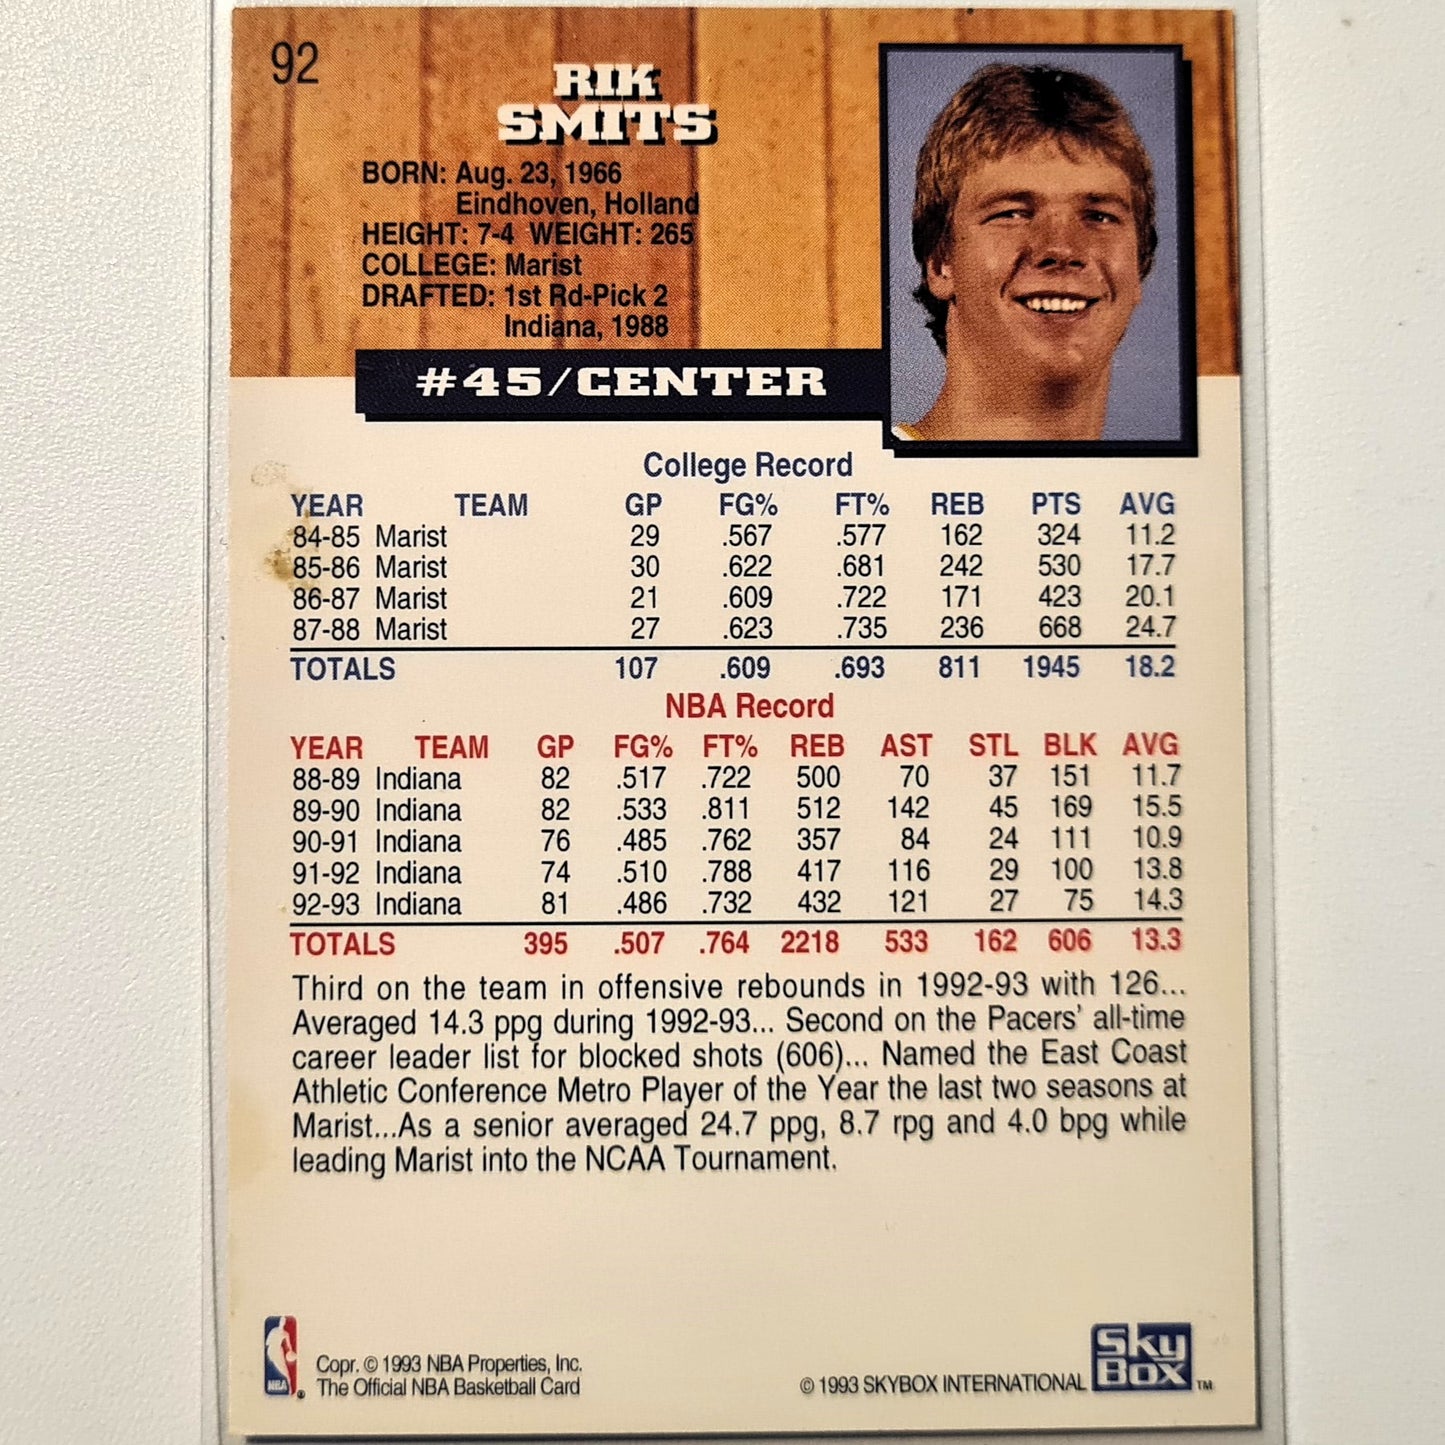 92
RIK
SMITS
BORN: Aug. 23, 1966
Eindhoven, Holland
HEIGHT: 7-4 WEIGHT: 265
COLLEGE: Marist
DRAFTED: 1st Rd-Pick 2
Indiana, 1988
#45/CENTER
College Record
YEAR TEAM GP FG% FT% REB PTS AVG
84-85 Marist 29 .567 .577 162 324 11.2
85-86 Marist 30 .622 .681 242 530 17.7
86-87 Marist 21 .609 .722 171 423 20.1
87-88 Marist 27 .623 .735 236 668 24.7
TOTALS 107 .609 .693 811 1945 18.2
NBA Record
YEAR TEAM GP FG% FT% REB AST STL BLK AVG
88-89 Indiana 82 .517 .722 500 70 37 151 11.7
89-90 Indiana 82 .533 .811 512 142 45 169 15.5
90-91 Indiana 76 .485 .762 357 84 24 111 10.9
91-92 Indiana 74 .510 .788 417 116 29 100 13.8
92-93 Indiana 81 .486 .732 432 121 27 75 14.3
TOTALS 395 .507 .764 2218 533 162 606 13.3
Third on the team in offensive rebounds in 1992-93 with 126...
Averaged 14.3 ppg during 1992-93... Second on the Pacers' all-time
career leader list for blocked shots (606)... Named the East Coast
Athletic Conference Metro Player of the Year the last two seasons at
Marist...As a senior averaged 24.7 ppg, 8.7 rpg and 4.0 bpg while
leading Marist into the NCAA Tournament.
NBA ®
Copr. © 1993 NBA Properties, Inc.
The Official NBA Basketball Card
© 1993 SKYBOX INTERNATIONAL
Sky
Box ™